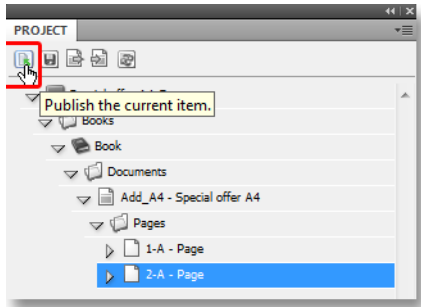 PROJECT
Publish the current item.
Books
Book
Documents
Add_A4 - Special offer A4
Pages
1-A - Page
2-A - Page